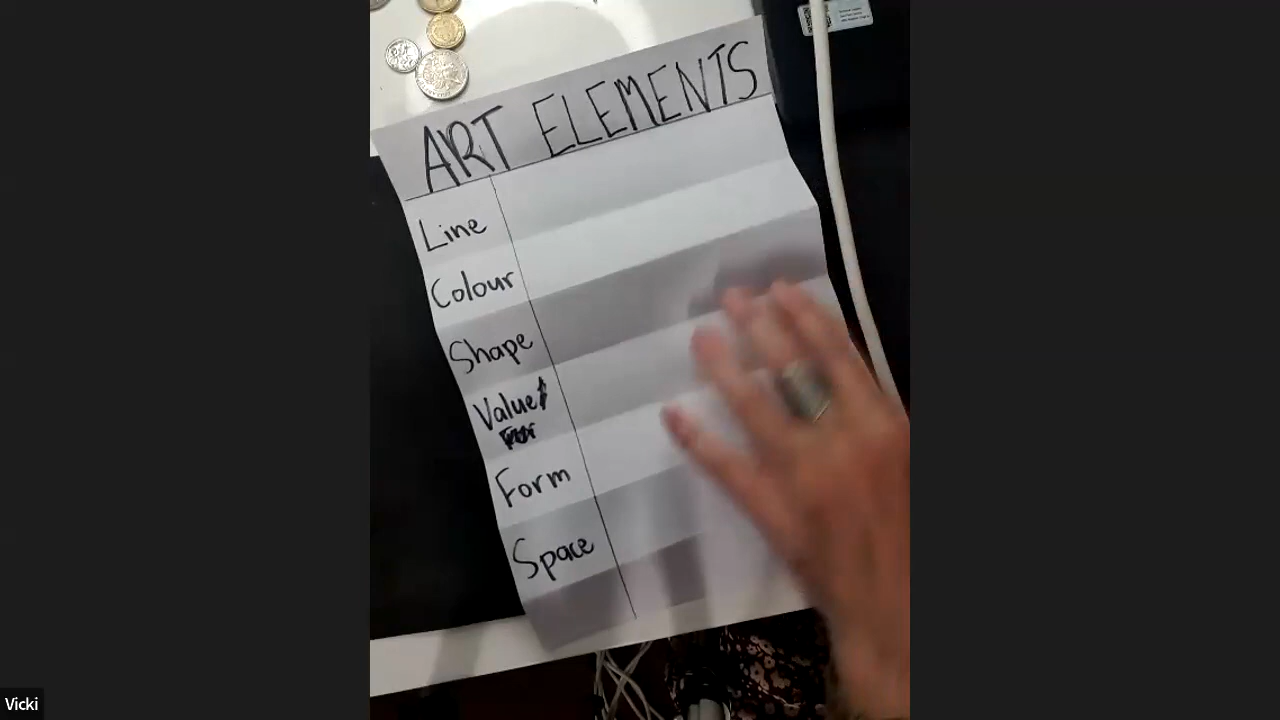 ART ELEMENTS
Line
Colour
Shape
Value
Form
Space
Vicki